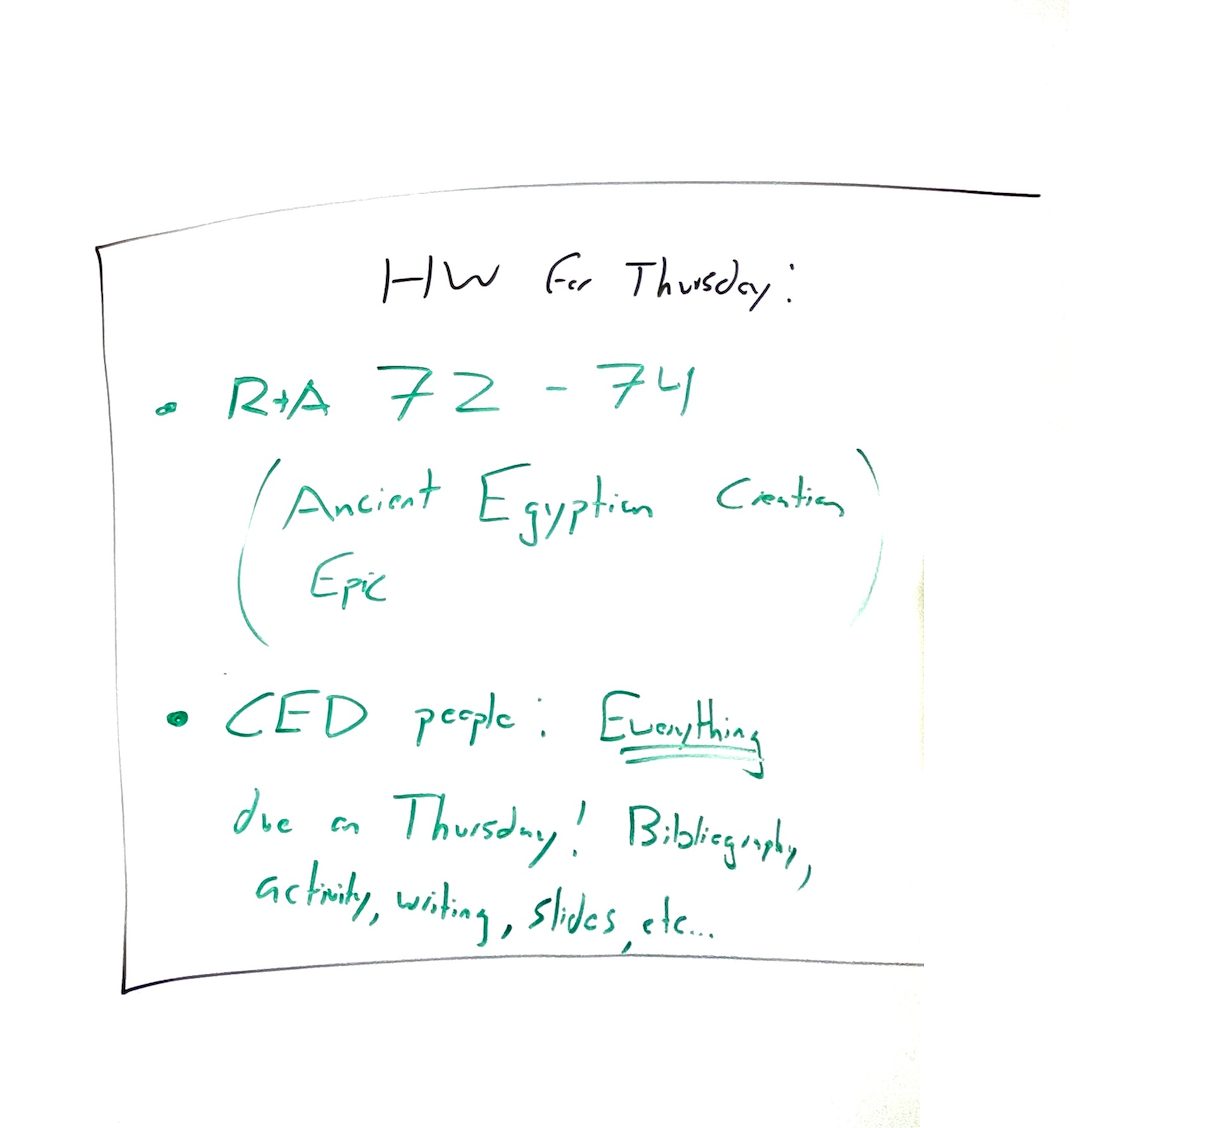 HW for Thursday:
• R+A 72 - 74
(Ancient Egyptian Creation
Epic)
• CED people: Everything
due on Thursday! Bibliography,
activity, writing, slides, etc...